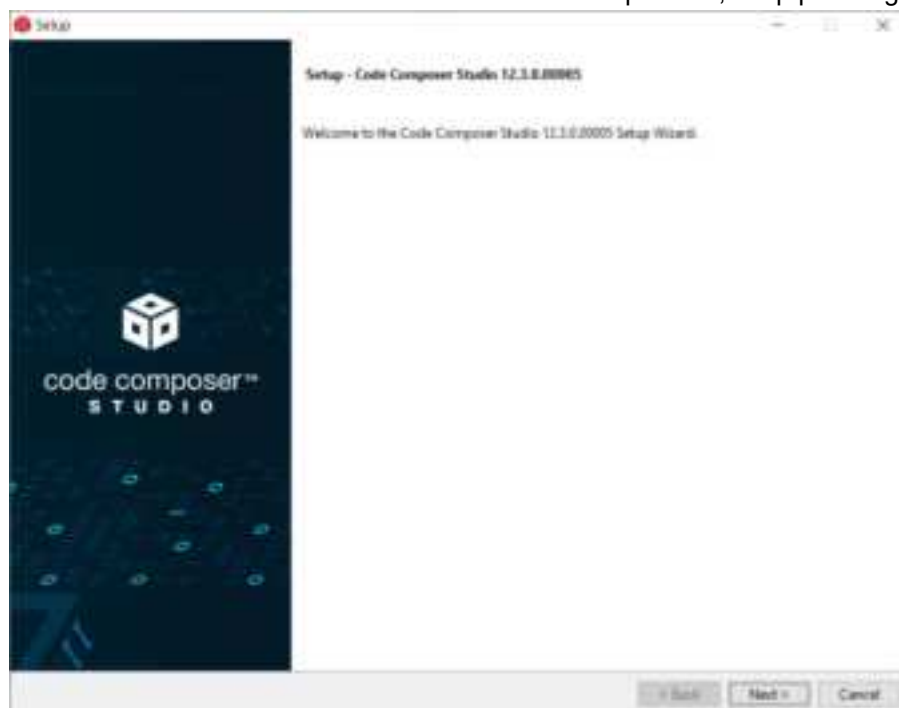 Setup
Setup - Code Composer Studio 12.3.0.00005
Welcome to the Code Composer Studio 12.3.0.00005 Setup Wizard.
code composer™
STUDIO
< Back
Next >
Cancel